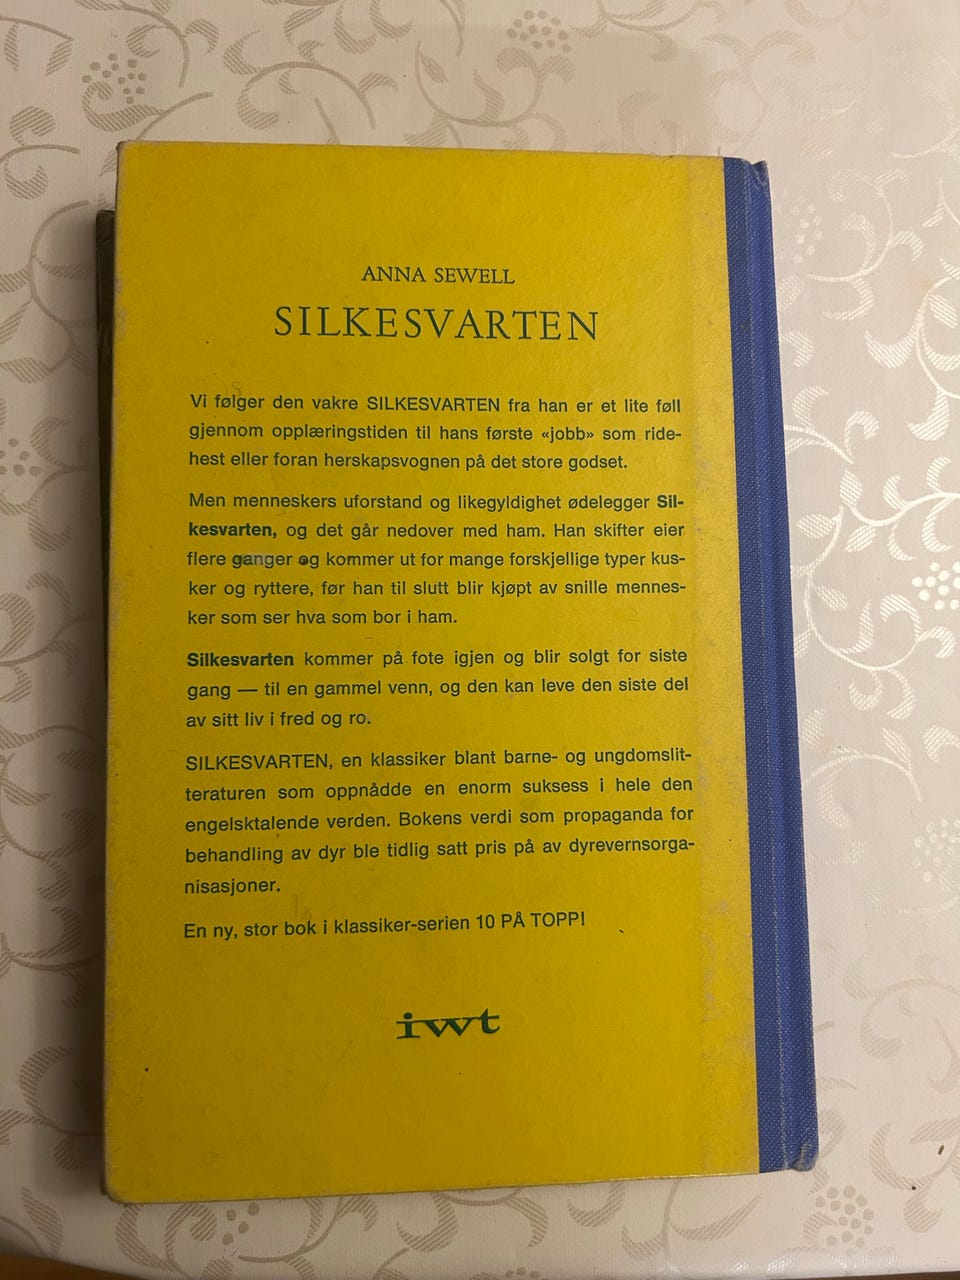 ANNA SEWELL
SILKESVARTEN
Vi følger den vakre SILKESVARTEN fra han er et lite føll
gjennom opplæringstiden til hans første «jobb» som ride-
hest eller foran herskapsvognen på det store godset.
Men menneskers uforstand og likegyldighet ødelegger Sil-
kesvarten, og det går nedover med ham. Han skifter eier
flere ganger og kommer ut for mange forskjellige typer kus-
ker og ryttere, før han til slutt blir kjøpt av snille mennes-
ker som ser hva som bor i ham.
Silkesvarten kommer på fote igjen og blir solgt for siste
gang — til en gammel venn, og den kan leve den siste del
av sitt liv i fred og ro.
SILKESVARTEN, en klassiker blant barne- og ungdomslit-
teraturen som oppnådde en enorm suksess i hele den
engelsktalende verden. Bokens verdi som propaganda for
behandling av dyr ble tidlig satt pris på av dyrevernsorga-
nisasjoner.
En ny, stor bok i klassiker-serien 10 PÅ TOPP!
iwt